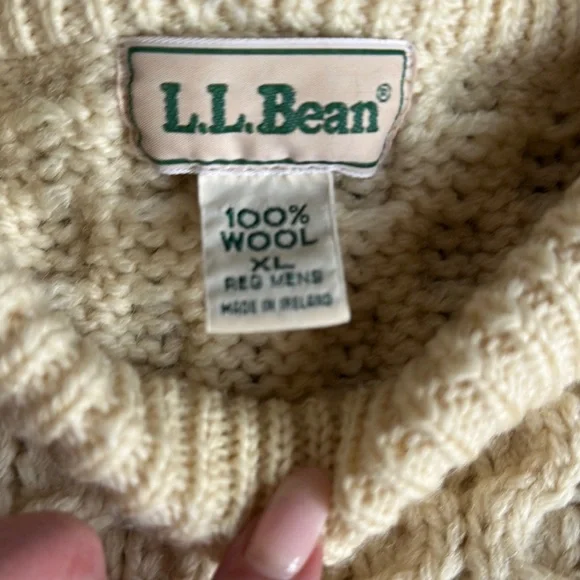 L.L.Bean®
100%
WOOL
XL
REG MENS
MADE IN IRELAND